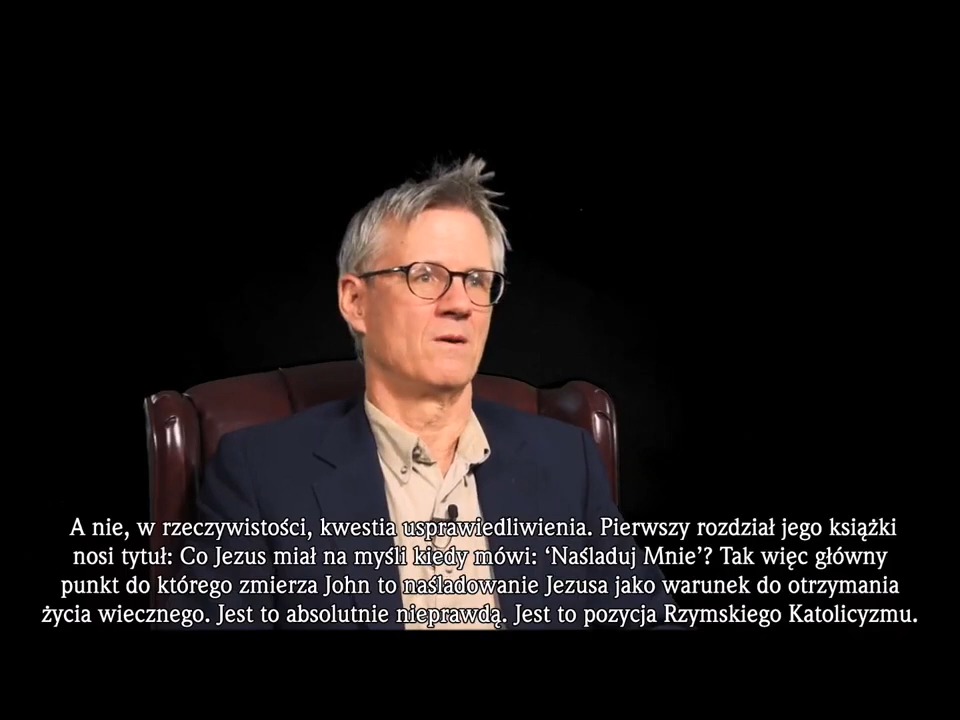 A nie, w rzeczywistości, kwestia usprawiedliwienia. Pierwszy rozdział jego książki
nosi tytuł: Co Jezus miał na myśli kiedy mówi: ‘Naśladuj Mnie’? Tak więc główny
punkt do którego zmierza John to naśladowanie Jezusa jako warunek do otrzymania
życia wiecznego. Jest to absolutnie nieprawdą. Jest to pozycja Rzymskiego Katolicyzmu.